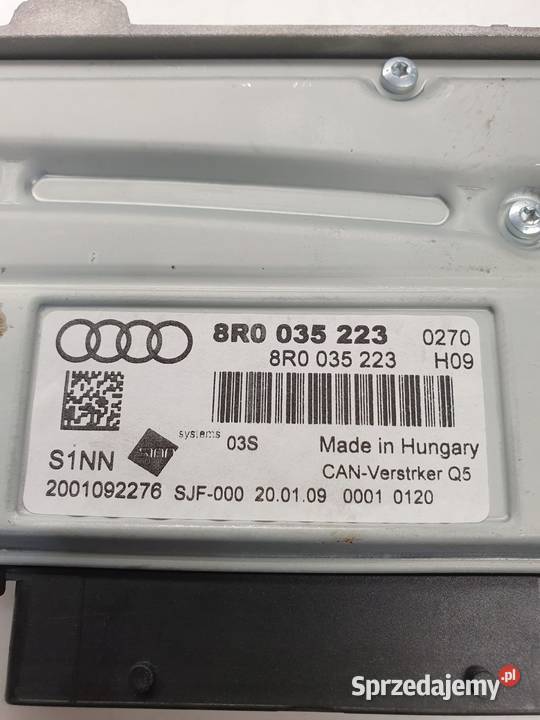 8R0 035 223 0270
8R0 035 223 H09
systems 03S Made in Hungary
S1NN CAN-Verstrker Q5
2001092276 SJF-000 20.01.09 0001 0120
Sprzedajemy.pl